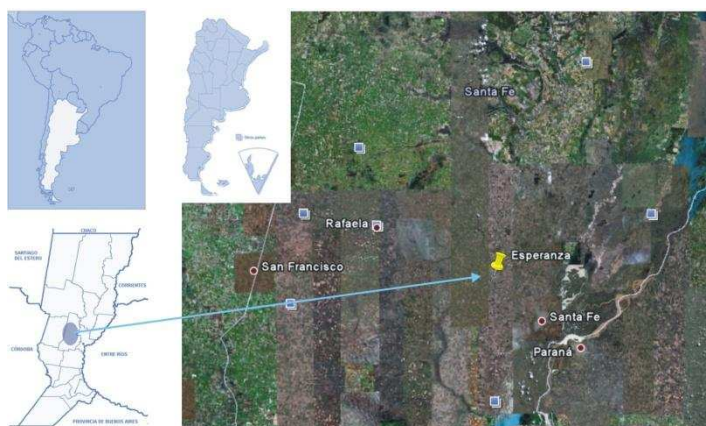 Santa Fe
Rafaela
Esperanza
San Francisco
Santa Fe
Paraná
CHACO
SANTIAGO
DEL ESTERO
CORRIENTES
CÓRDOBA
ENTRE RIOS
PROVINCIA DE BUENOS AIRES